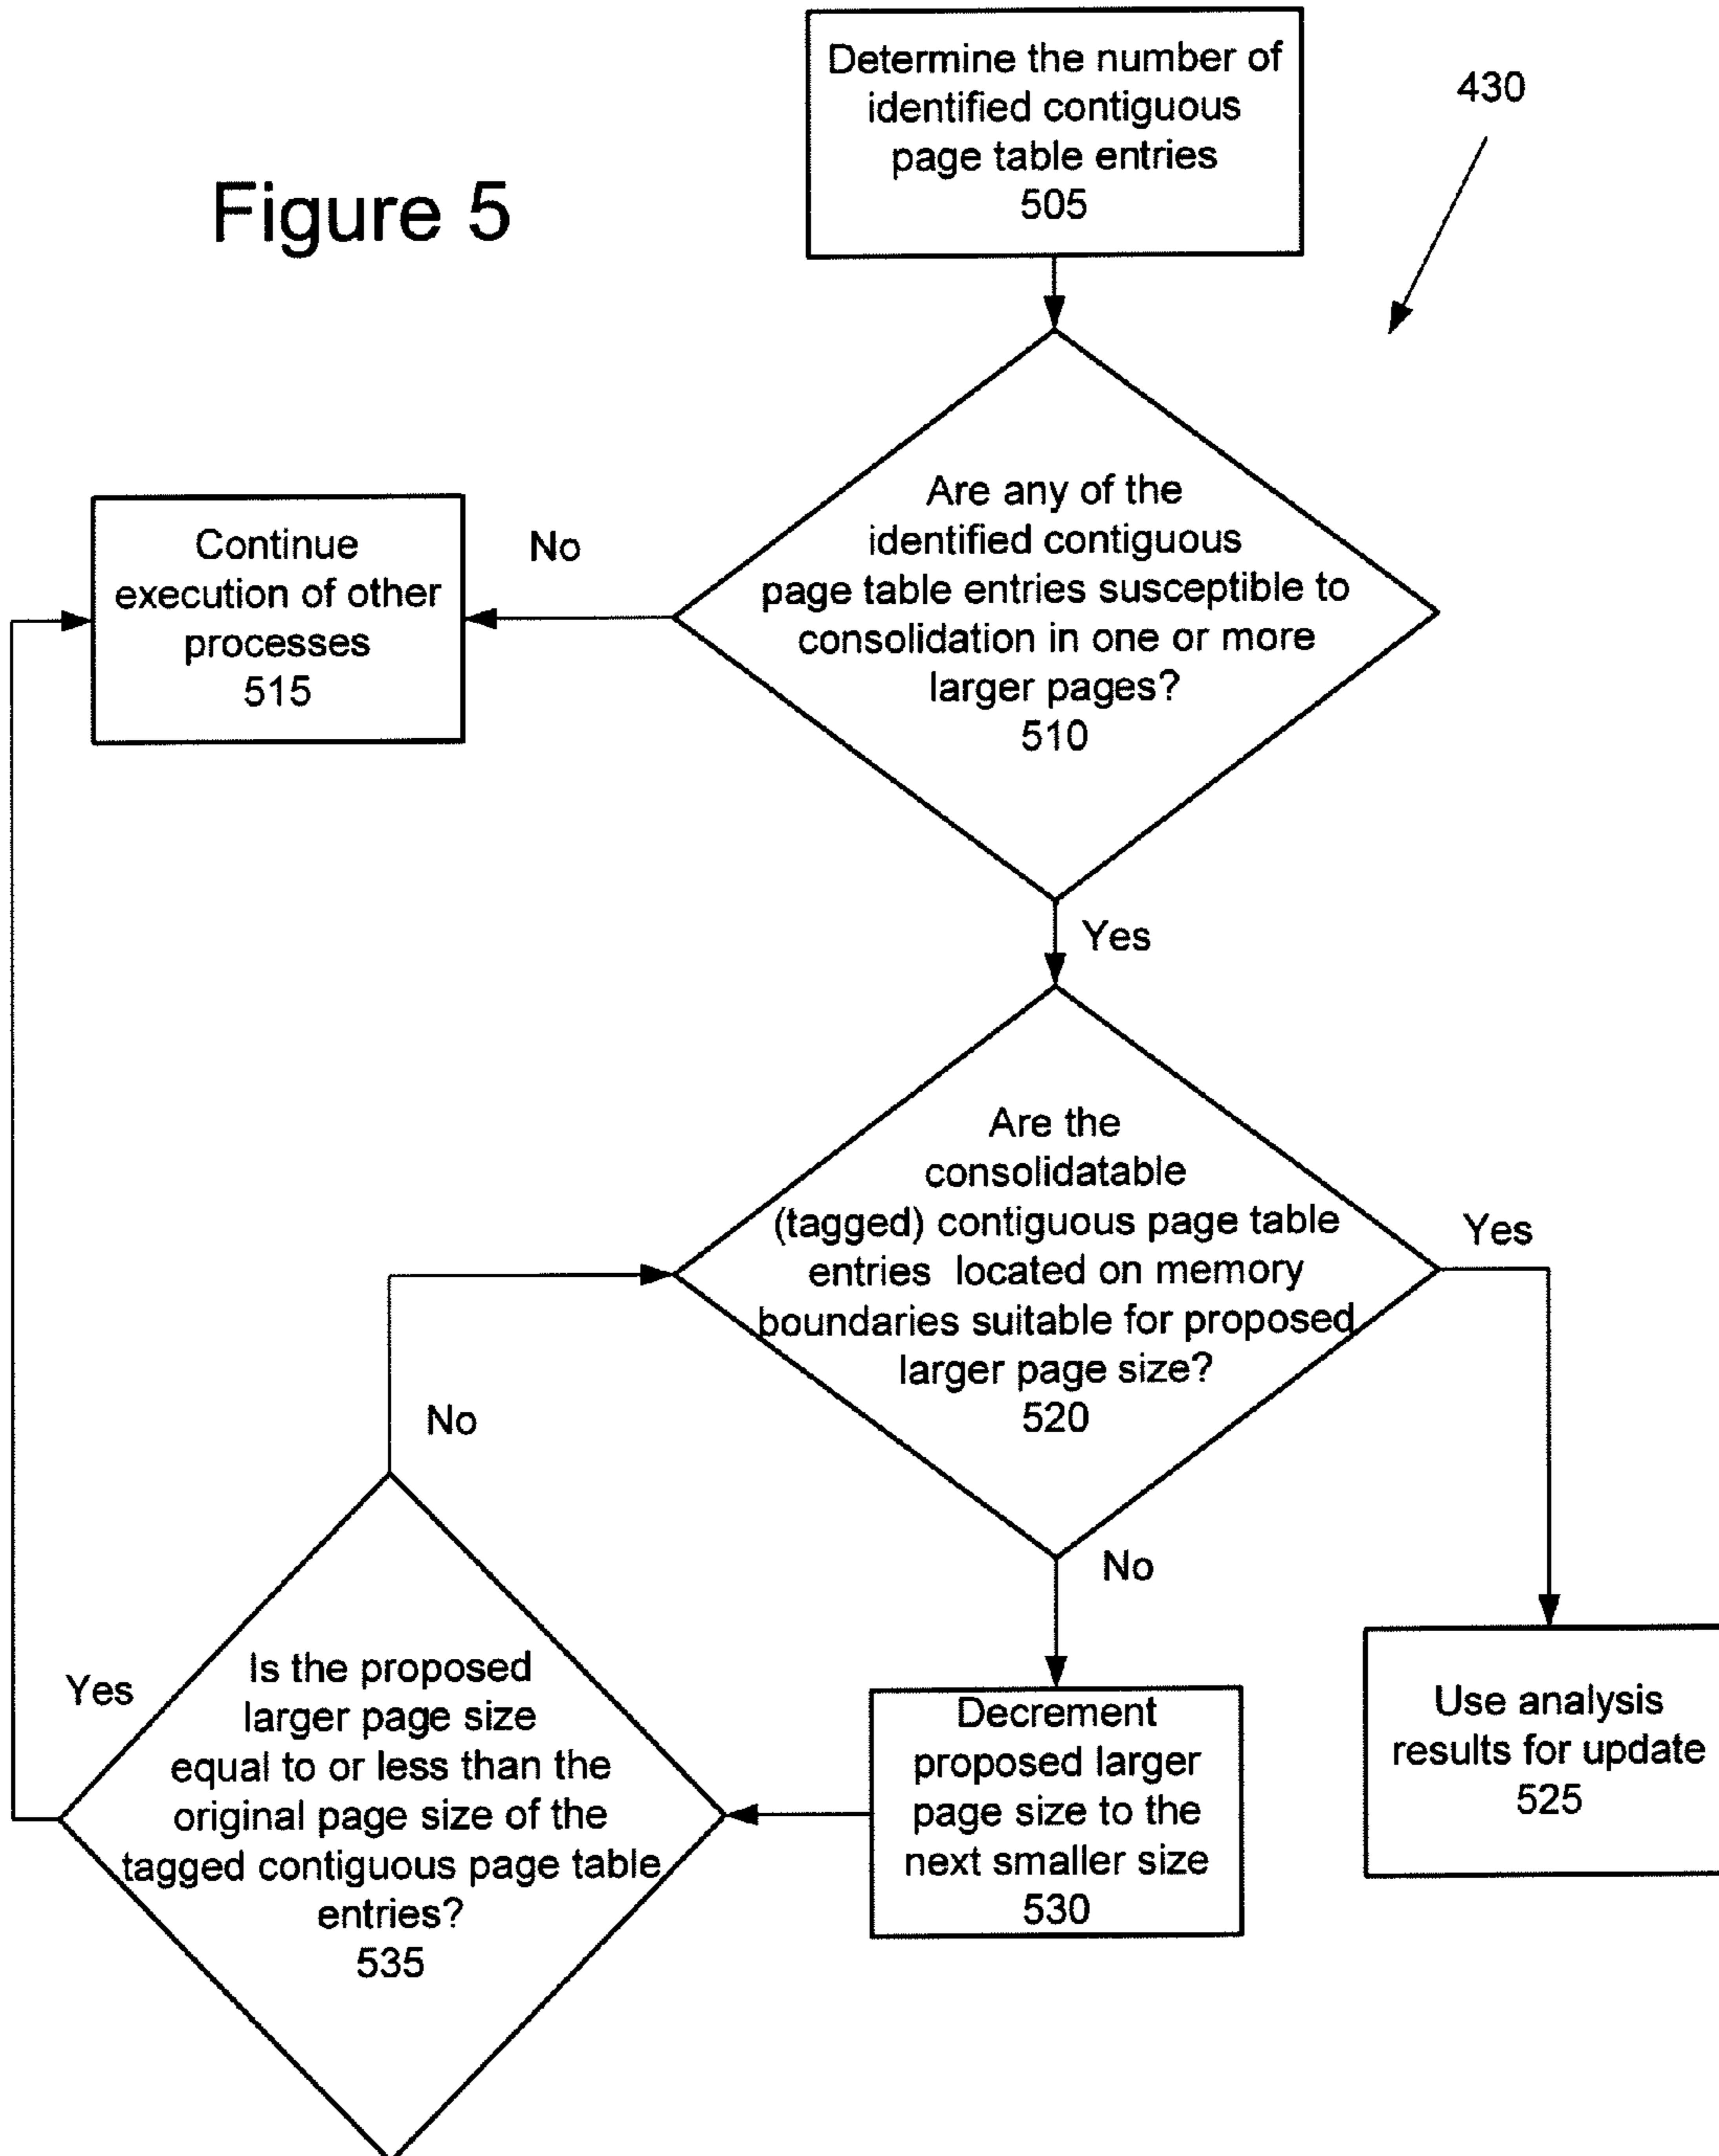 Determine the number of
identified contiguous
page table entries
505
430
Figure 5
Are any of the
identified contiguous
page table entries susceptible to
consolidation in one or more
larger pages?
510
No
Continue
execution of other
processes
515
Yes
Are the
consolidatable
(tagged) contiguous page table
entries located on memory
boundaries suitable for proposed
larger page size?
520
Yes
No
No
Use analysis
results for update
525
Decrement
proposed larger
page size to the
next smaller size
530
Yes
Is the proposed
larger page size
equal to or less than the
original page size of the
tagged contiguous page table
entries?
535